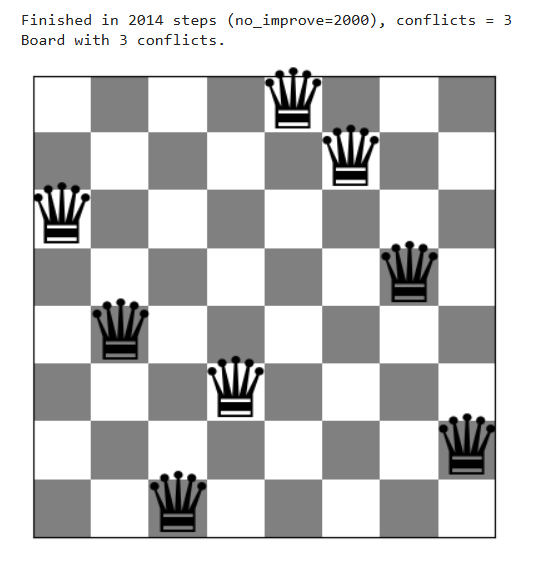 Finished in 2014 steps (no_improve=2000), conflicts = 3
Board with 3 conflicts.